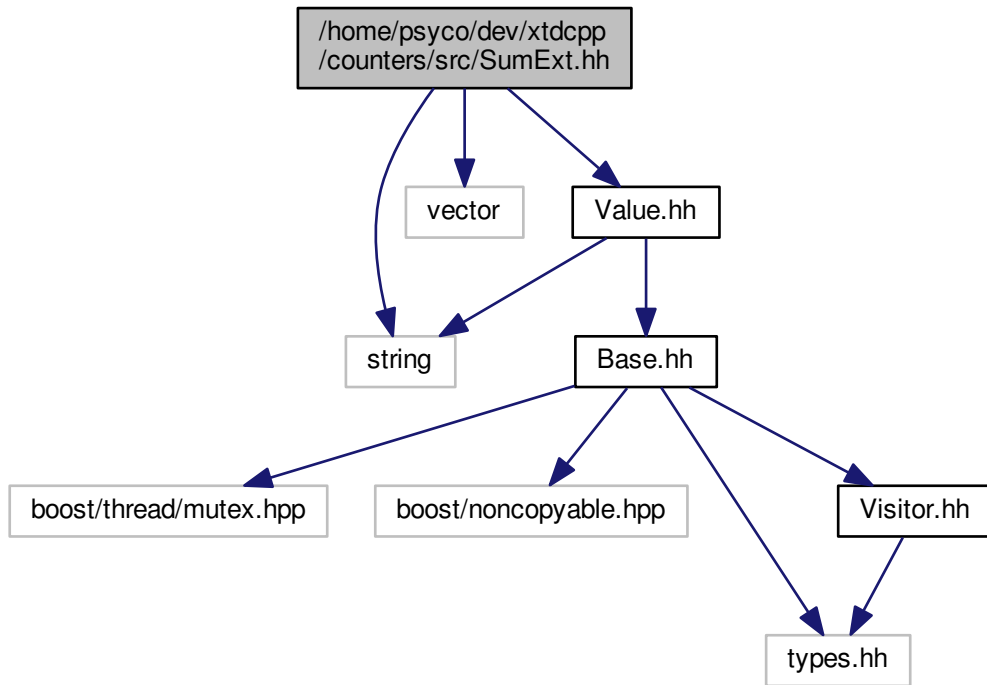 /home/psyco/dev/xtdcpp
/counters/src/SumExt.hh
vector
Value.hh
string
Base.hh
boost/thread/mutex.hpp
boost/noncopyable.hpp
Visitor.hh
types.hh